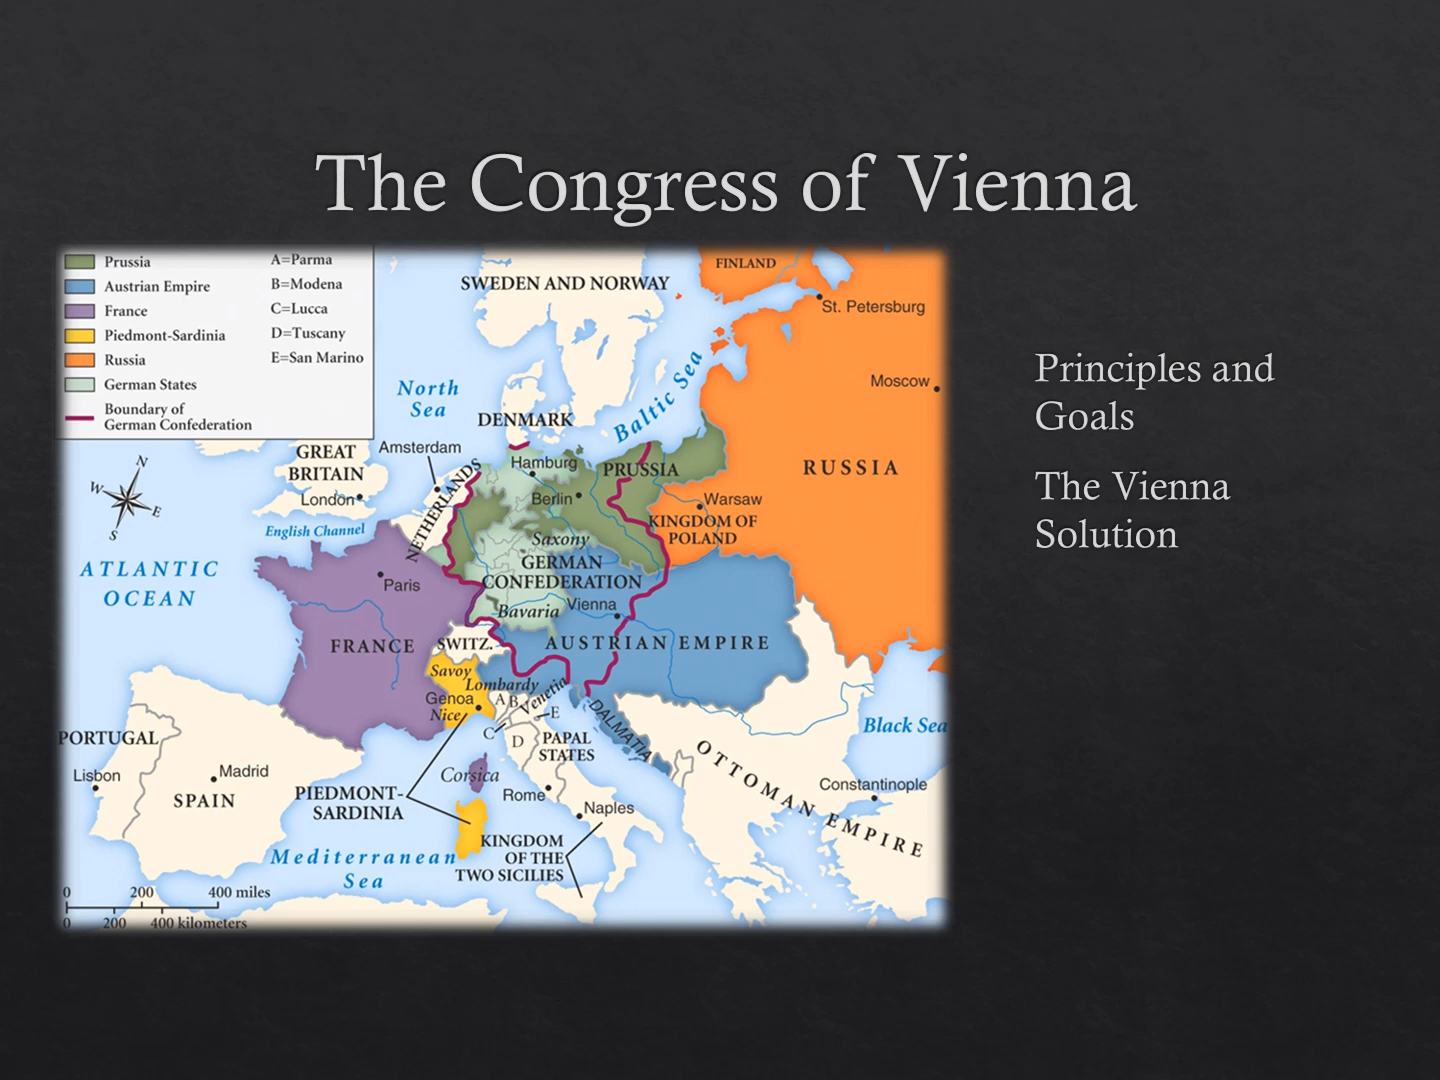 The Congress of Vienna
Prussia
Austrian Empire
France
Piedmont-Sardinia
Russia
German States
Boundary of
German Confederation
A=Parma
B=Modena
C=Lucca
D=Tuscany
E=San Marino
SWEDEN AND NORWAY
FINLAND
St. Petersburg
Moscow
North
Sea
Baltic Sea
DENMARK
GREAT
BRITAIN
London
Amsterdam
NETHERLANDS
Hamburg
PRUSSIA
RUSSIA
Berlin
Warsaw
KINGDOM OF
POLAND
N
W
E
S
English Channel
Saxony
GERMAN
CONFEDERATION
ATLANTIC
OCEAN
Paris
Bavaria
Vienna
FRANCE
SWITZ.
AUSTRIAN EMPIRE
Savoy
Lombardy
Venetia
Genoa
Nice
A
B
E
C
D
DALMATIA
PAPAL
STATES
Black Sea
PORTUGAL
Lisbon
Madrid
SPAIN
Corsica
PIEDMONT-
SARDINIA
Rome
Naples
OTTOMAN EMPIRE
Constantinople
KINGDOM
OF THE
TWO SICILIES
Mediterranean
Sea
0 200 400 miles
0 200 400 kilometers
Principles and
Goals
The Vienna
Solution